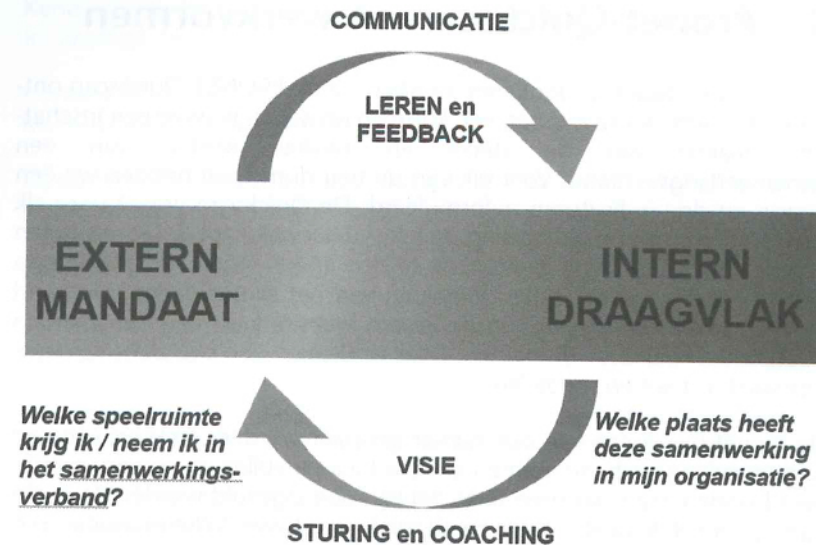 COMMUNICATIE
LEREN en
FEEDBACK
EXTERN
MANDAAT
INTERN
DRAAGVLAK
Welke speelruimte
krijg ik / neem ik in
het samenwerkings-
verband?
VISIE
Welke plaats heeft
deze samenwerking
in mijn organisatie?
STURING en COACHING